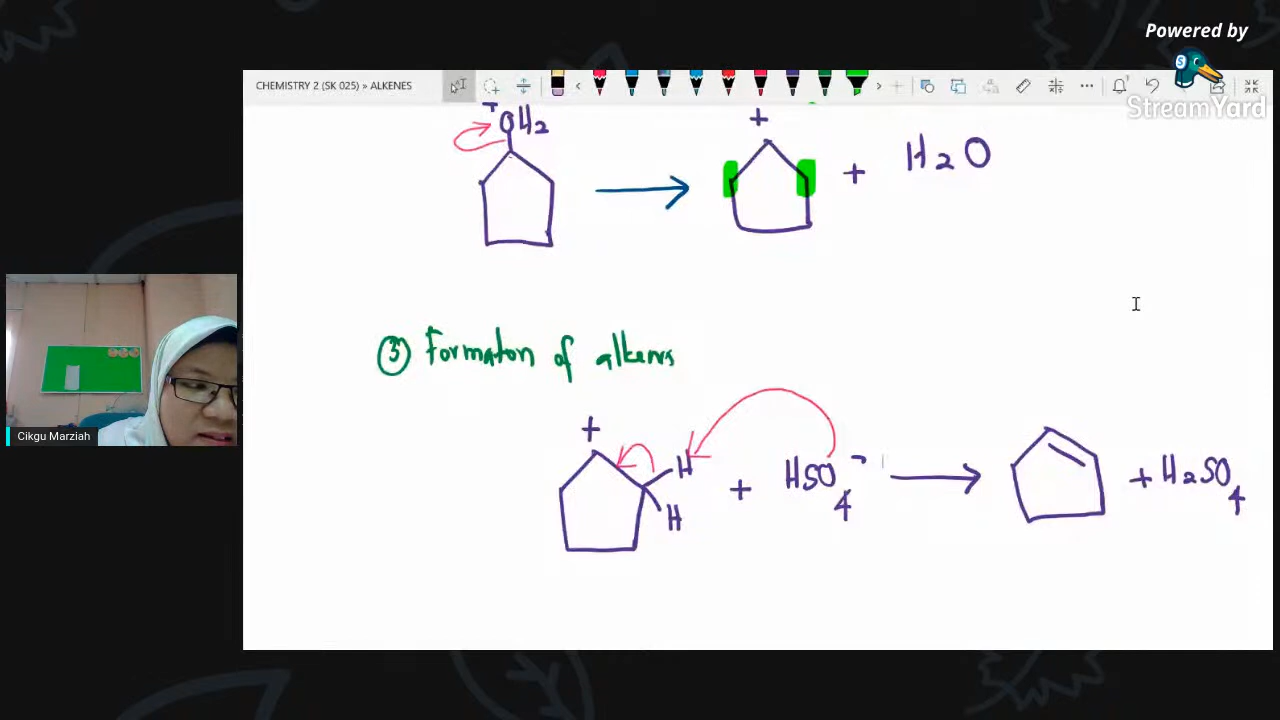 Powered by
StreamYard
CHEMISTRY 2 (SK 025) » ALKENES
+
OH2
+
+ H2O
③ Formaton of alkens
+
H
H
+ HSO4⁻
+ H2SO4
Cikgu Marziah